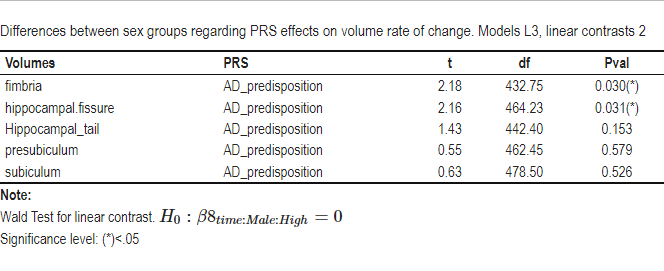 Differences between sex groups regarding PRS effects on volume rate of change. Models L3, linear contrasts 2
Volumes PRS t df Pval
fimbria AD_predisposition 2.18 432.75 0.030(*)
hippocampal.fissure AD_predisposition 2.16 464.23 0.031(*)
Hippocampal_tail AD_predisposition 1.43 442.40 0.153
presubiculum AD_predisposition 0.55 462.45 0.579
subiculum AD_predisposition 0.63 478.50 0.526
Note:
Wald Test for linear contrast. H₀ : β8time:Male:High = 0
Significance level: (*)<.05